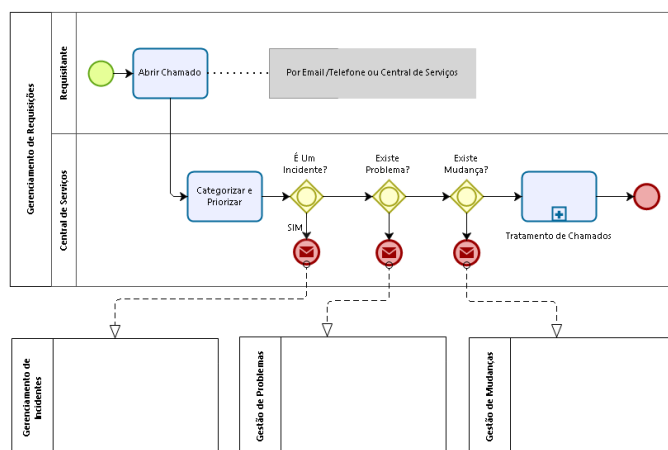 Gerenciamento de Requisições
Requisitante
Abrir Chamado
Por Email /Telefone ou Central de Serviços
Central de Serviços
Categorizar e
Priorizar
É Um
Incidente?
SIM
Existe
Problema?
Existe
Mudança?
Tratamento de Chamados
Gerenciamento de
Incidentes
Gestão de Problemas
Gestão de Mudanças